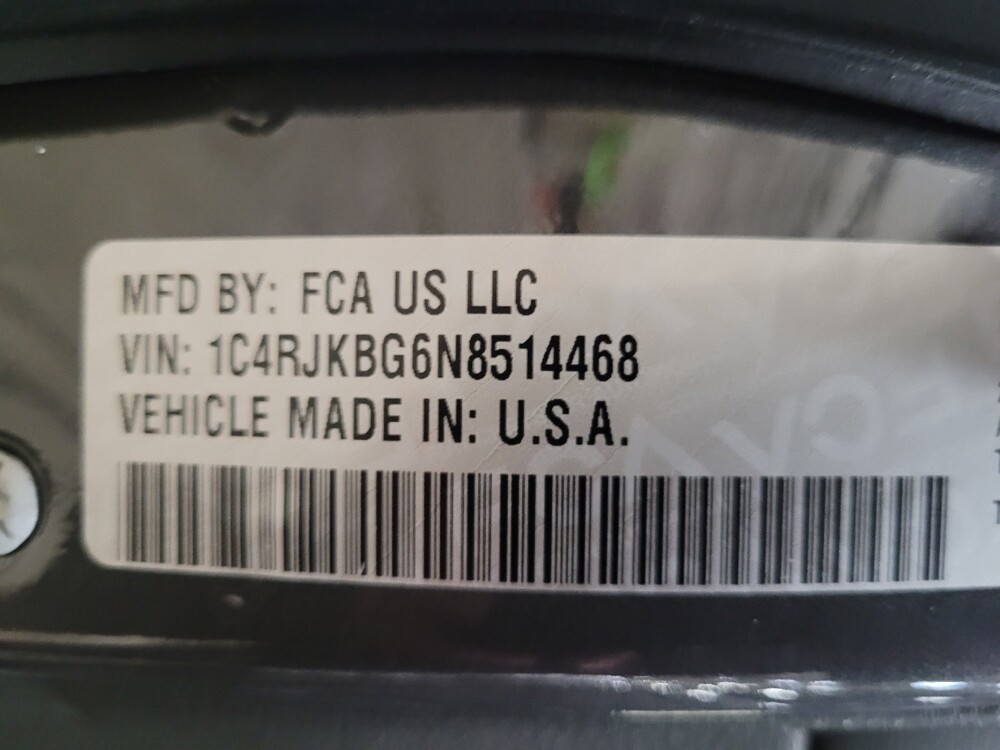 MFD BY: FCA US LLC
VIN: 1C4RJKBG6N8514468
VEHICLE MADE IN: U.S.A.